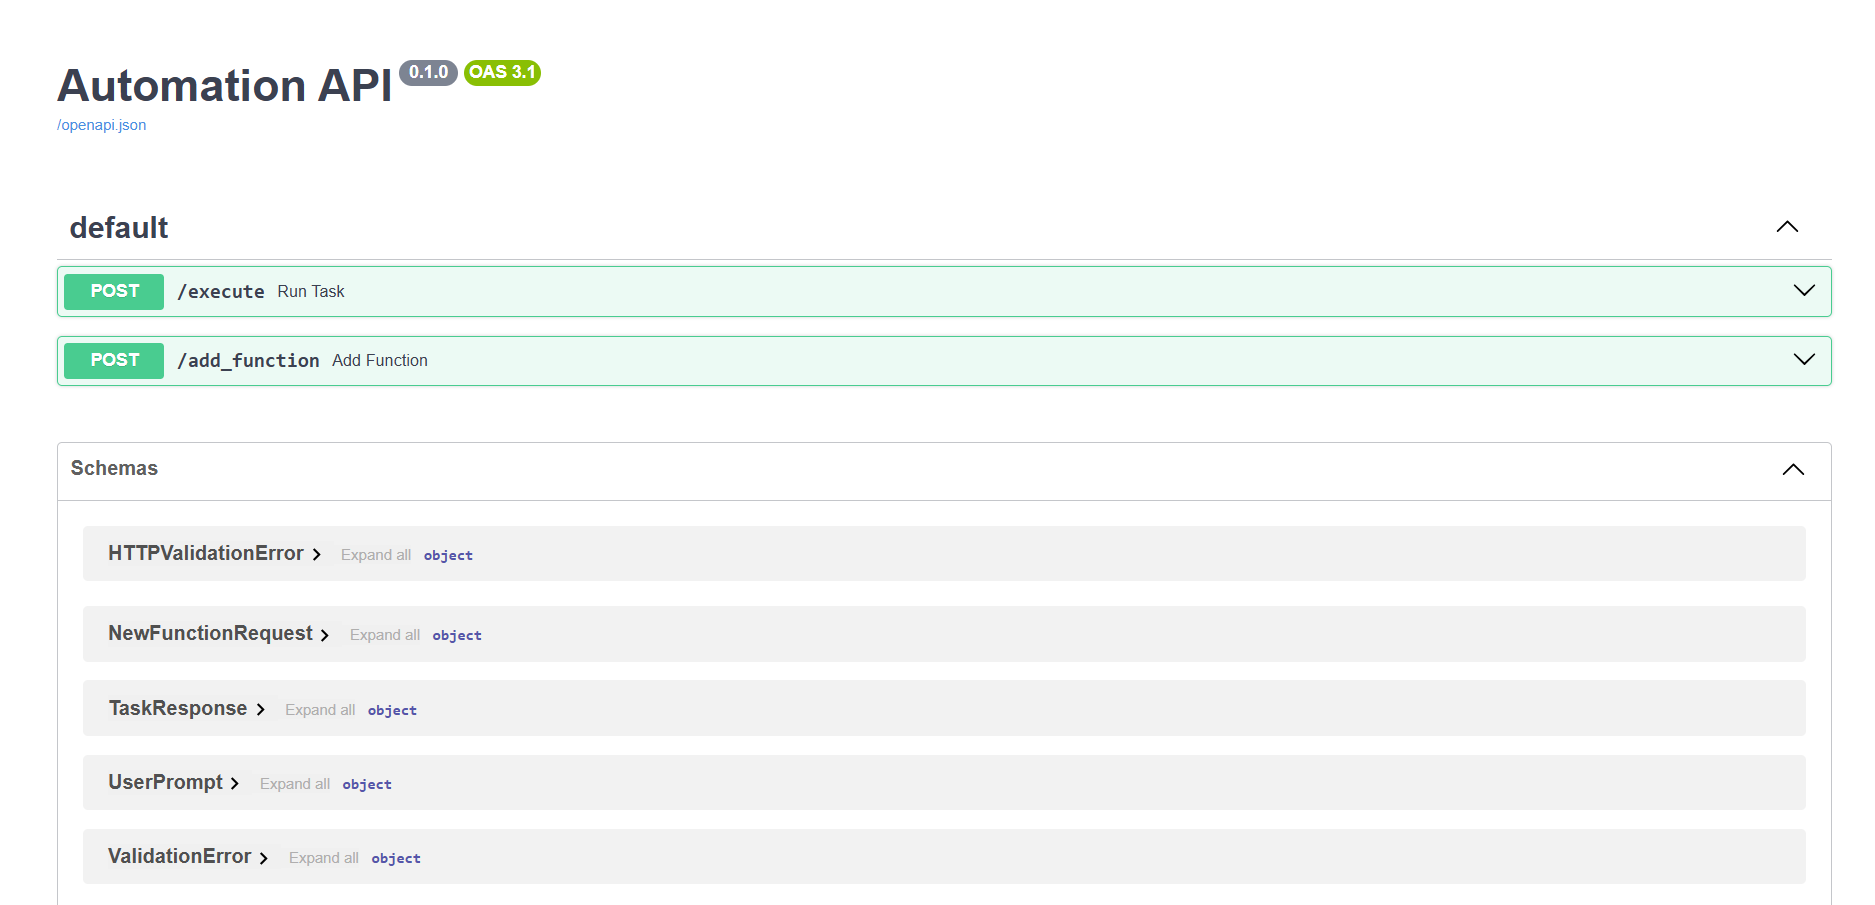 Automation API 0.1.0 OAS 3.1
/openapi.json
default
POST /execute Run Task
POST /add_function Add Function
Schemas
HTTPValidationError Expand all object
NewFunctionRequest Expand all object
TaskResponse Expand all object
UserPrompt Expand all object
ValidationError Expand all object